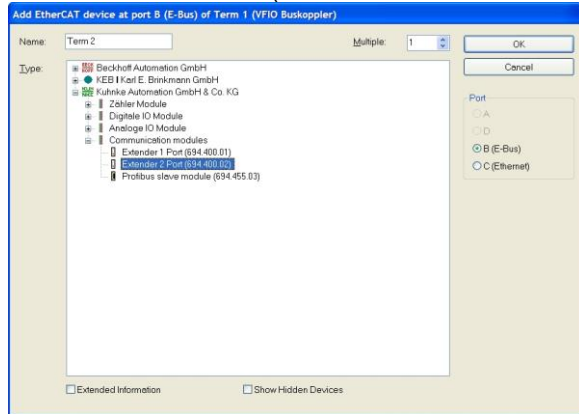 Add EtherCAT device at port B (E-Bus) of Term 1 (VFIO Buskoppler)
Name: Term 2 Multiple: 1 OK
Type: Beckhoff Automation GmbH Cancel
KEB Karl E. Brinkmann GmbH
Kuhnke Automation GmbH & Co. KG Port
Zähler Module A
Digitale IO Module D
Analoge IO Module B (E-Bus)
Communication modules C (Ethernet)
Extender 1 Port (694.400.01)
Extender 2 Port (694.400.02)
Profibus slave module (694.455.03)
Extended Information Show Hidden Devices